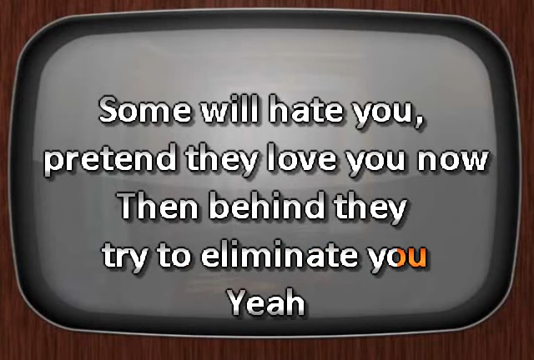 Some will hate you,
pretend they love you now
Then behind they
try to eliminate you
Yeah